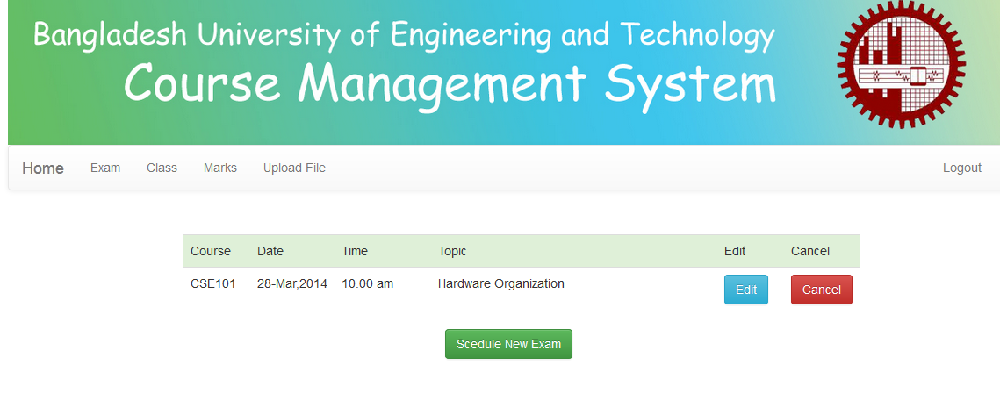 Bangladesh University of Engineering and Technology
Course Management System
Home Exam Class Marks Upload File Logout
Course Date Time Topic Edit Cancel
CSE101 28-Mar,2014 10.00 am Hardware Organization Edit Cancel
Scedule New Exam